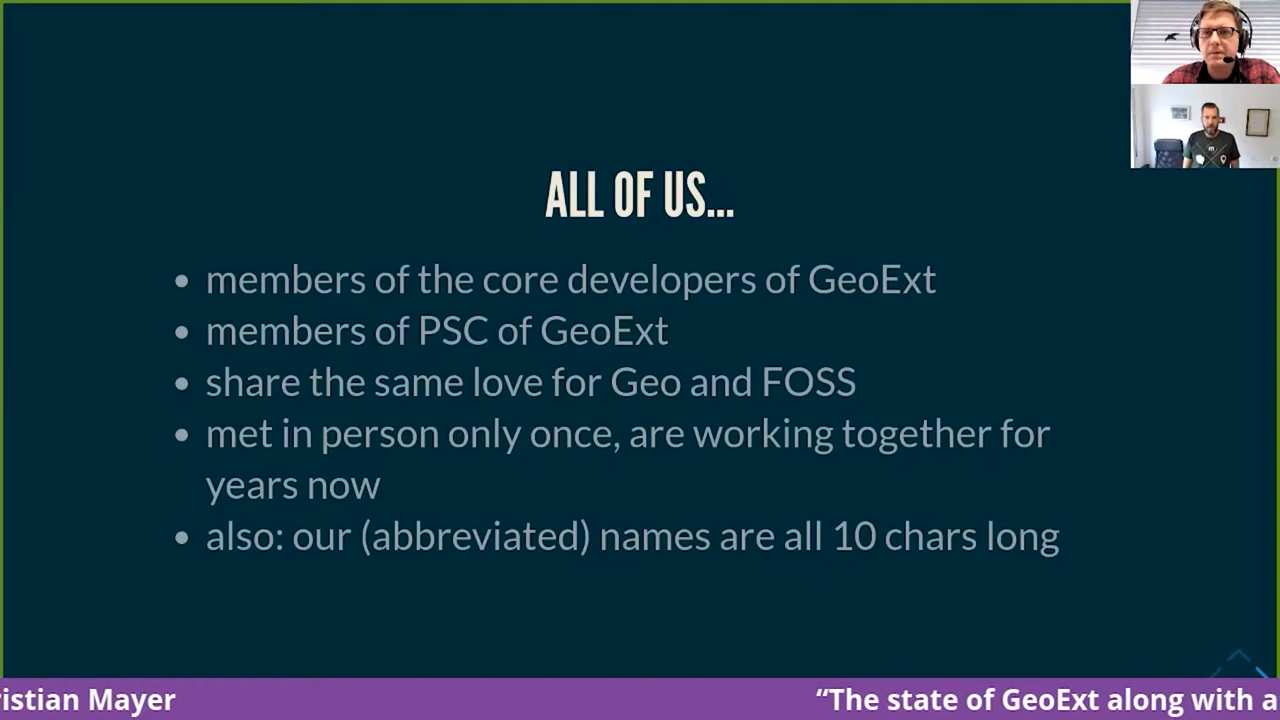 ALL OF US...
• members of the core developers of GeoExt
• members of PSC of GeoExt
• share the same love for Geo and FOSS
• met in person only once, are working together for
years now
• also: our (abbreviated) names are all 10 chars long
ristian Mayer
“The state of GeoExt along with a